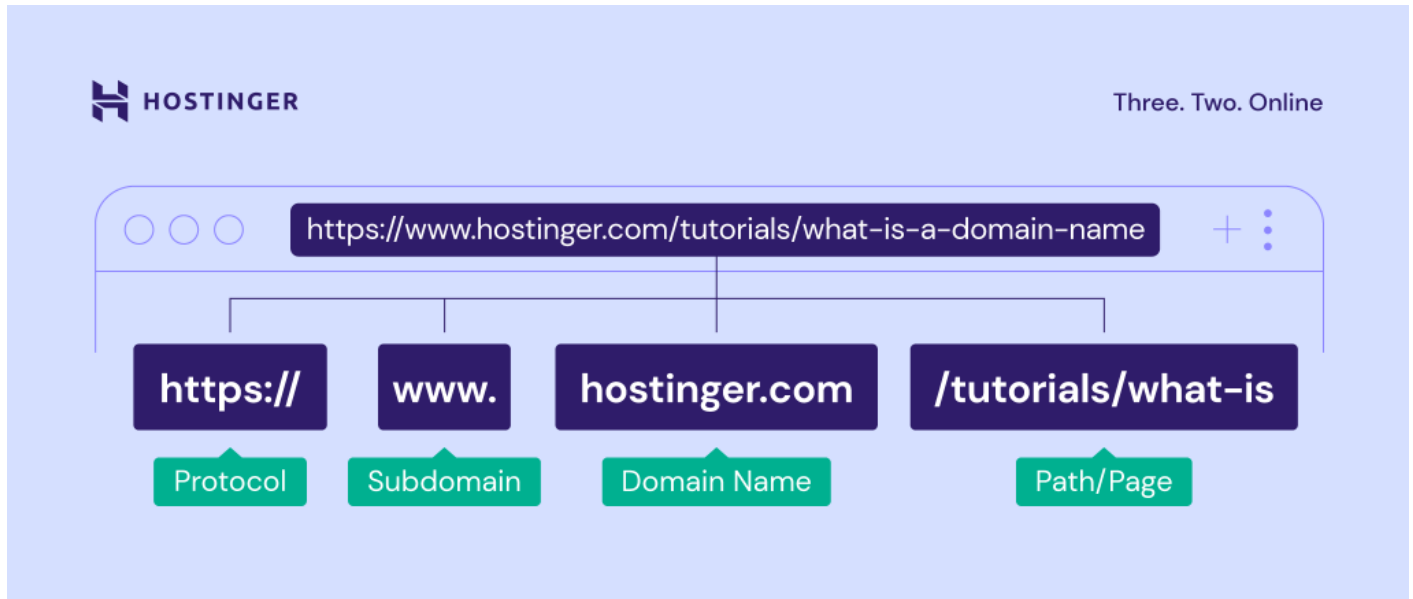 HOSTINGER
Three. Two. Online
https://www.hostinger.com/tutorials/what-is-a-domain-name
https://
www.
hostinger.com
/tutorials/what-is
Protocol
Subdomain
Domain Name
Path/Page